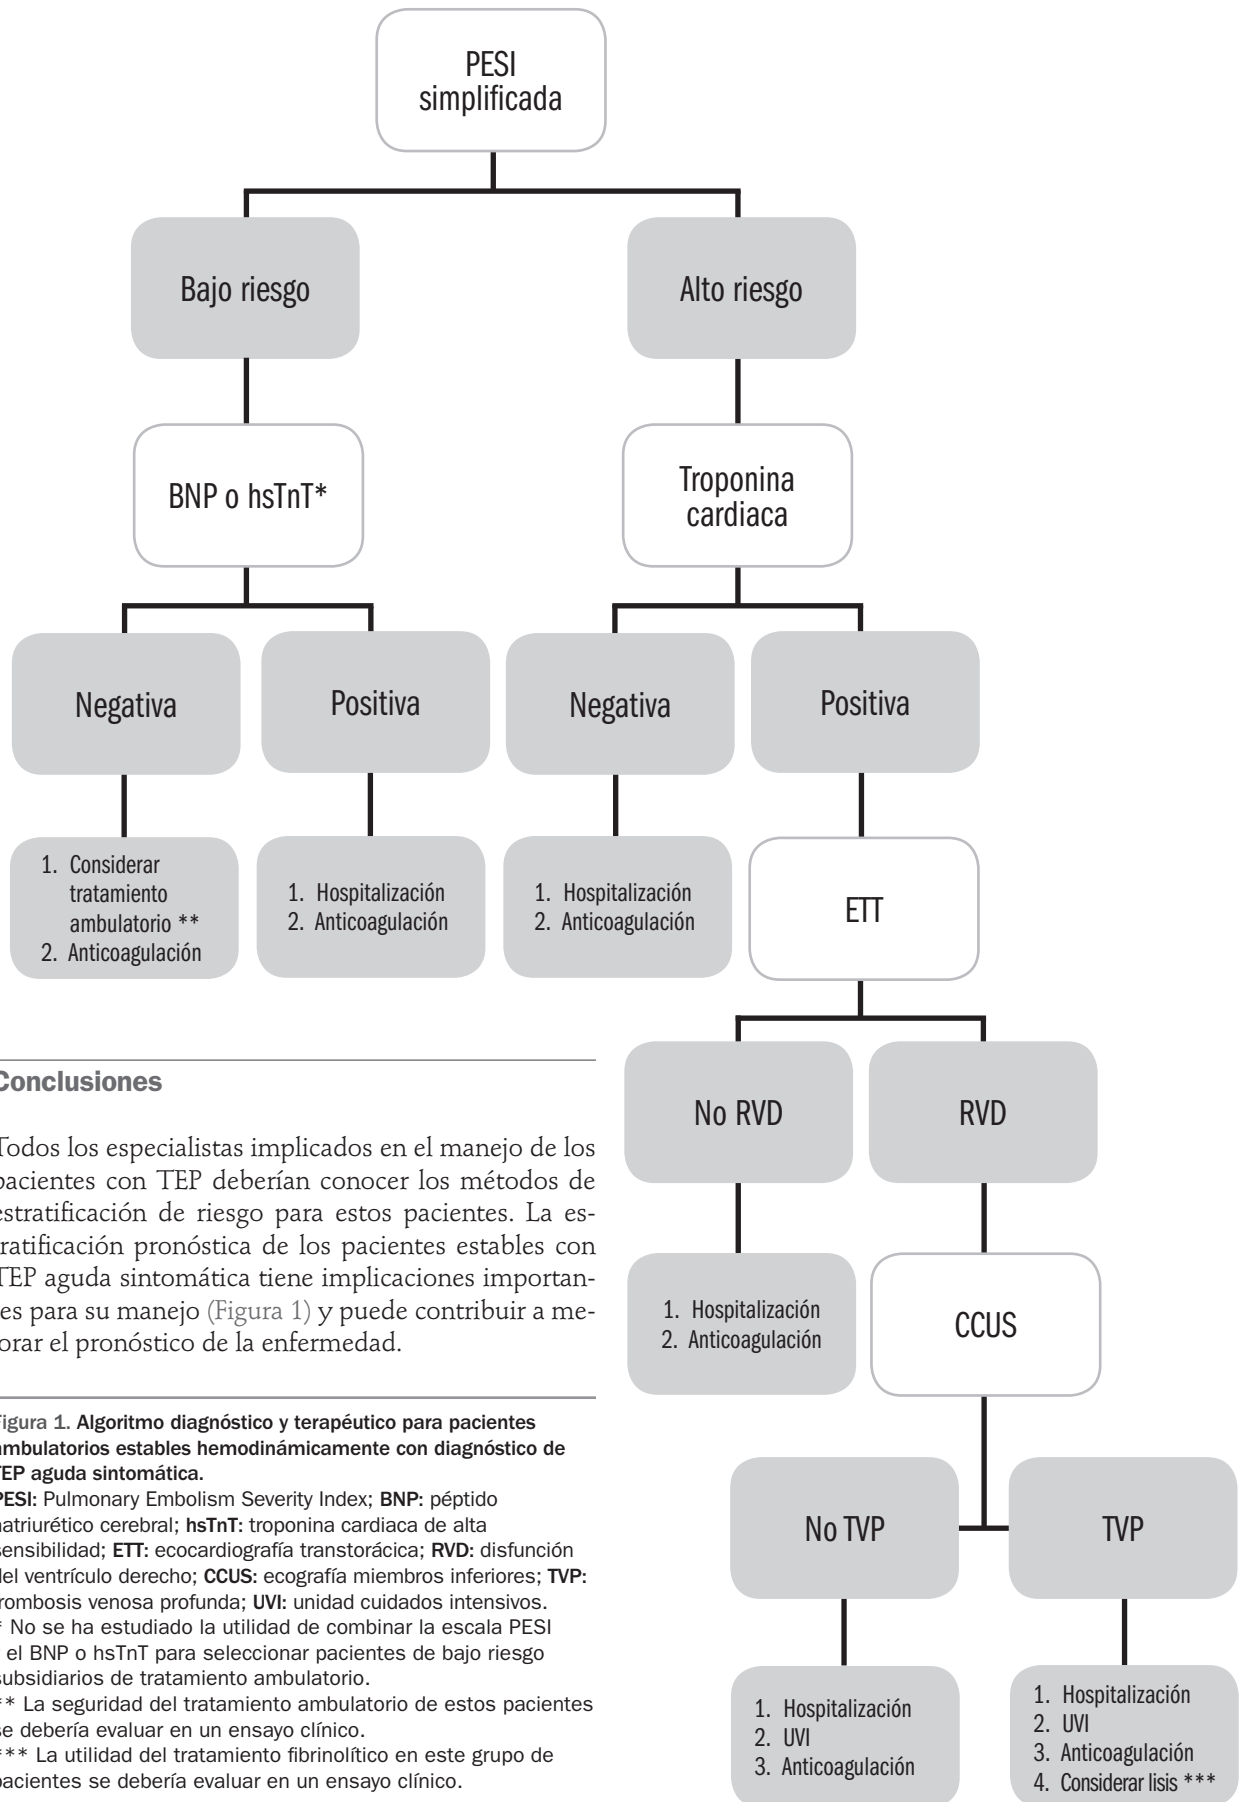 PESI
simplificada
Bajo riesgo
Alto riesgo
BNP o hsTnT*
Troponina
cardiaca
Negativa
Positiva
Negativa
Positiva
1. Considerar
tratamiento
ambulatorio **
2. Anticoagulación
1. Hospitalización
2. Anticoagulación
1. Hospitalización
2. Anticoagulación
ETT
No RVD
RVD
1. Hospitalización
2. Anticoagulación
CCUS
No TVP
TVP
1. Hospitalización
2. UVI
3. Anticoagulación
1. Hospitalización
2. UVI
3. Anticoagulación
4. Considerar lisis ***
Conclusiones
Todos los especialistas implicados en el manejo de los
pacientes con TEP deberían conocer los métodos de
estratificación de riesgo para estos pacientes. La es-
tratificación pronóstica de los pacientes estables con
TEP aguda sintomática tiene implicaciones importan-
tes para su manejo (Figura 1) y puede contribuir a me-
jorar el pronóstico de la enfermedad.
Figura 1. Algoritmo diagnóstico y terapéutico para pacientes
ambulatorios estables hemodinámicamente con diagnóstico de
TEP aguda sintomática.
PESI: Pulmonary Embolism Severity Index; BNP: péptido
natriurético cerebral; hsTnT: troponina cardiaca de alta
sensibilidad; ETT: ecocardiografía transtorácica; RVD: disfunción
del ventrículo derecho; CCUS: ecografía miembros inferiores; TVP:
trombosis venosa profunda; UVI: unidad cuidados intensivos.
* No se ha estudiado la utilidad de combinar la escala PESI
el BNP o hsTnT para seleccionar pacientes de bajo riesgo
subsidiarios de tratamiento ambulatorio.
** La seguridad del tratamiento ambulatorio de estos pacientes
se debería evaluar en un ensayo clínico.
*** La utilidad del tratamiento fibrinolítico en este grupo de
pacientes se debería evaluar en un ensayo clínico.